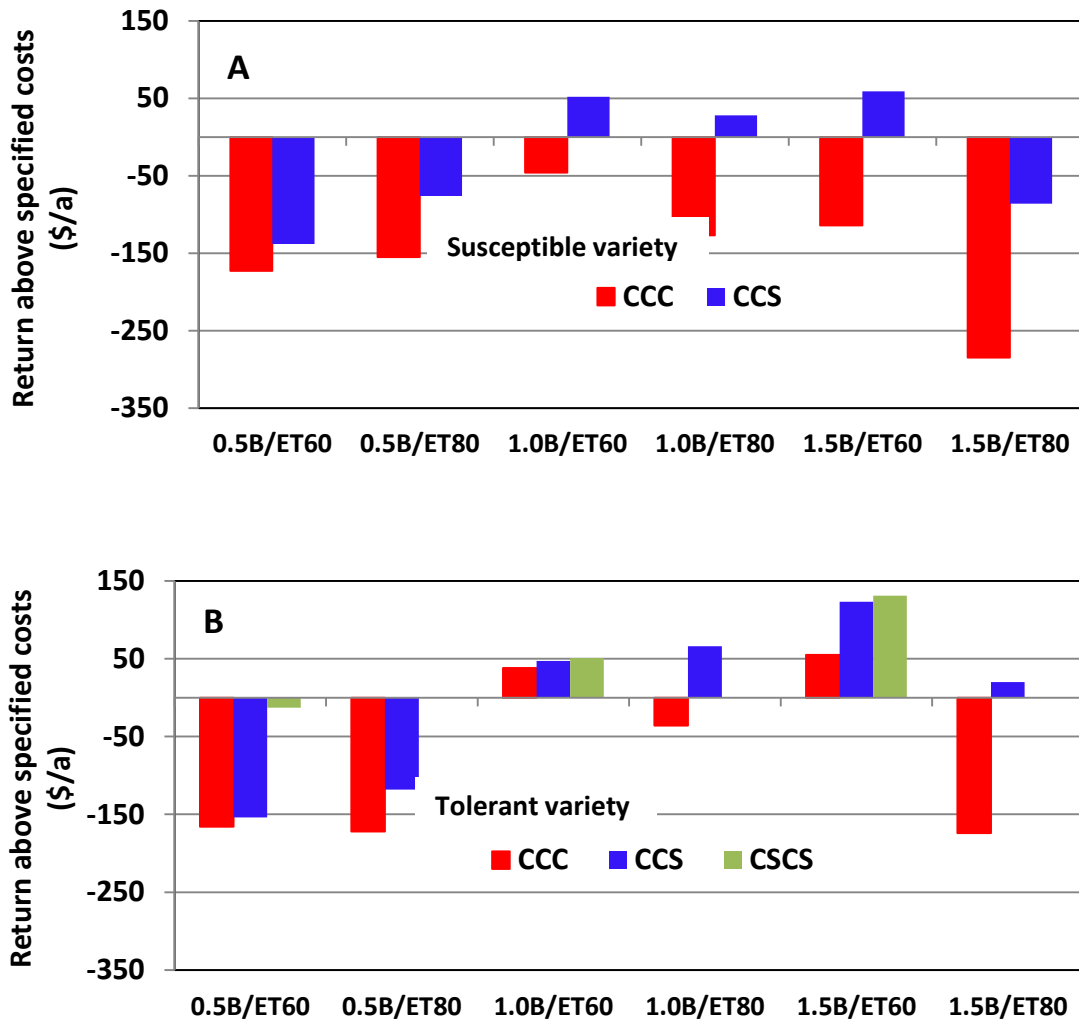 150
50
-50
-150
-250
-350
Return above specified costs
($/a)
A
Susceptible variety
CCC CCS
0.5B/ET60 0.5B/ET80 1.0B/ET60 1.0B/ET80 1.5B/ET60 1.5B/ET80
150
50
-50
-150
-250
-350
Return above specified costs
($/a)
B
Tolerant variety
CCC CCS CSCS
0.5B/ET60 0.5B/ET80 1.0B/ET60 1.0B/ET80 1.5B/ET60 1.5B/ET80